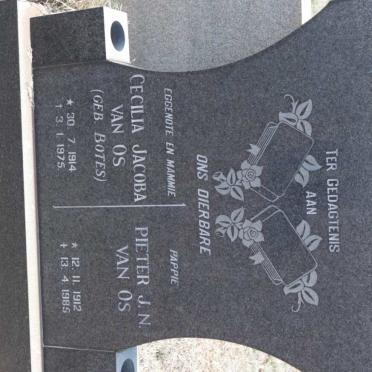 TER GEDAGTENIS
AAN
ONS DIERBARE
EGGENOTE EN MAMMIE
CECILIA JACOBA
VAN OS
(GEB BOTES)
★ 30. 7. 1914
† 3. 1. 1975.
PAPPIE
PIETER J. N.
VAN OS
★ 12. 11. 1912
† 13. 4. 1985